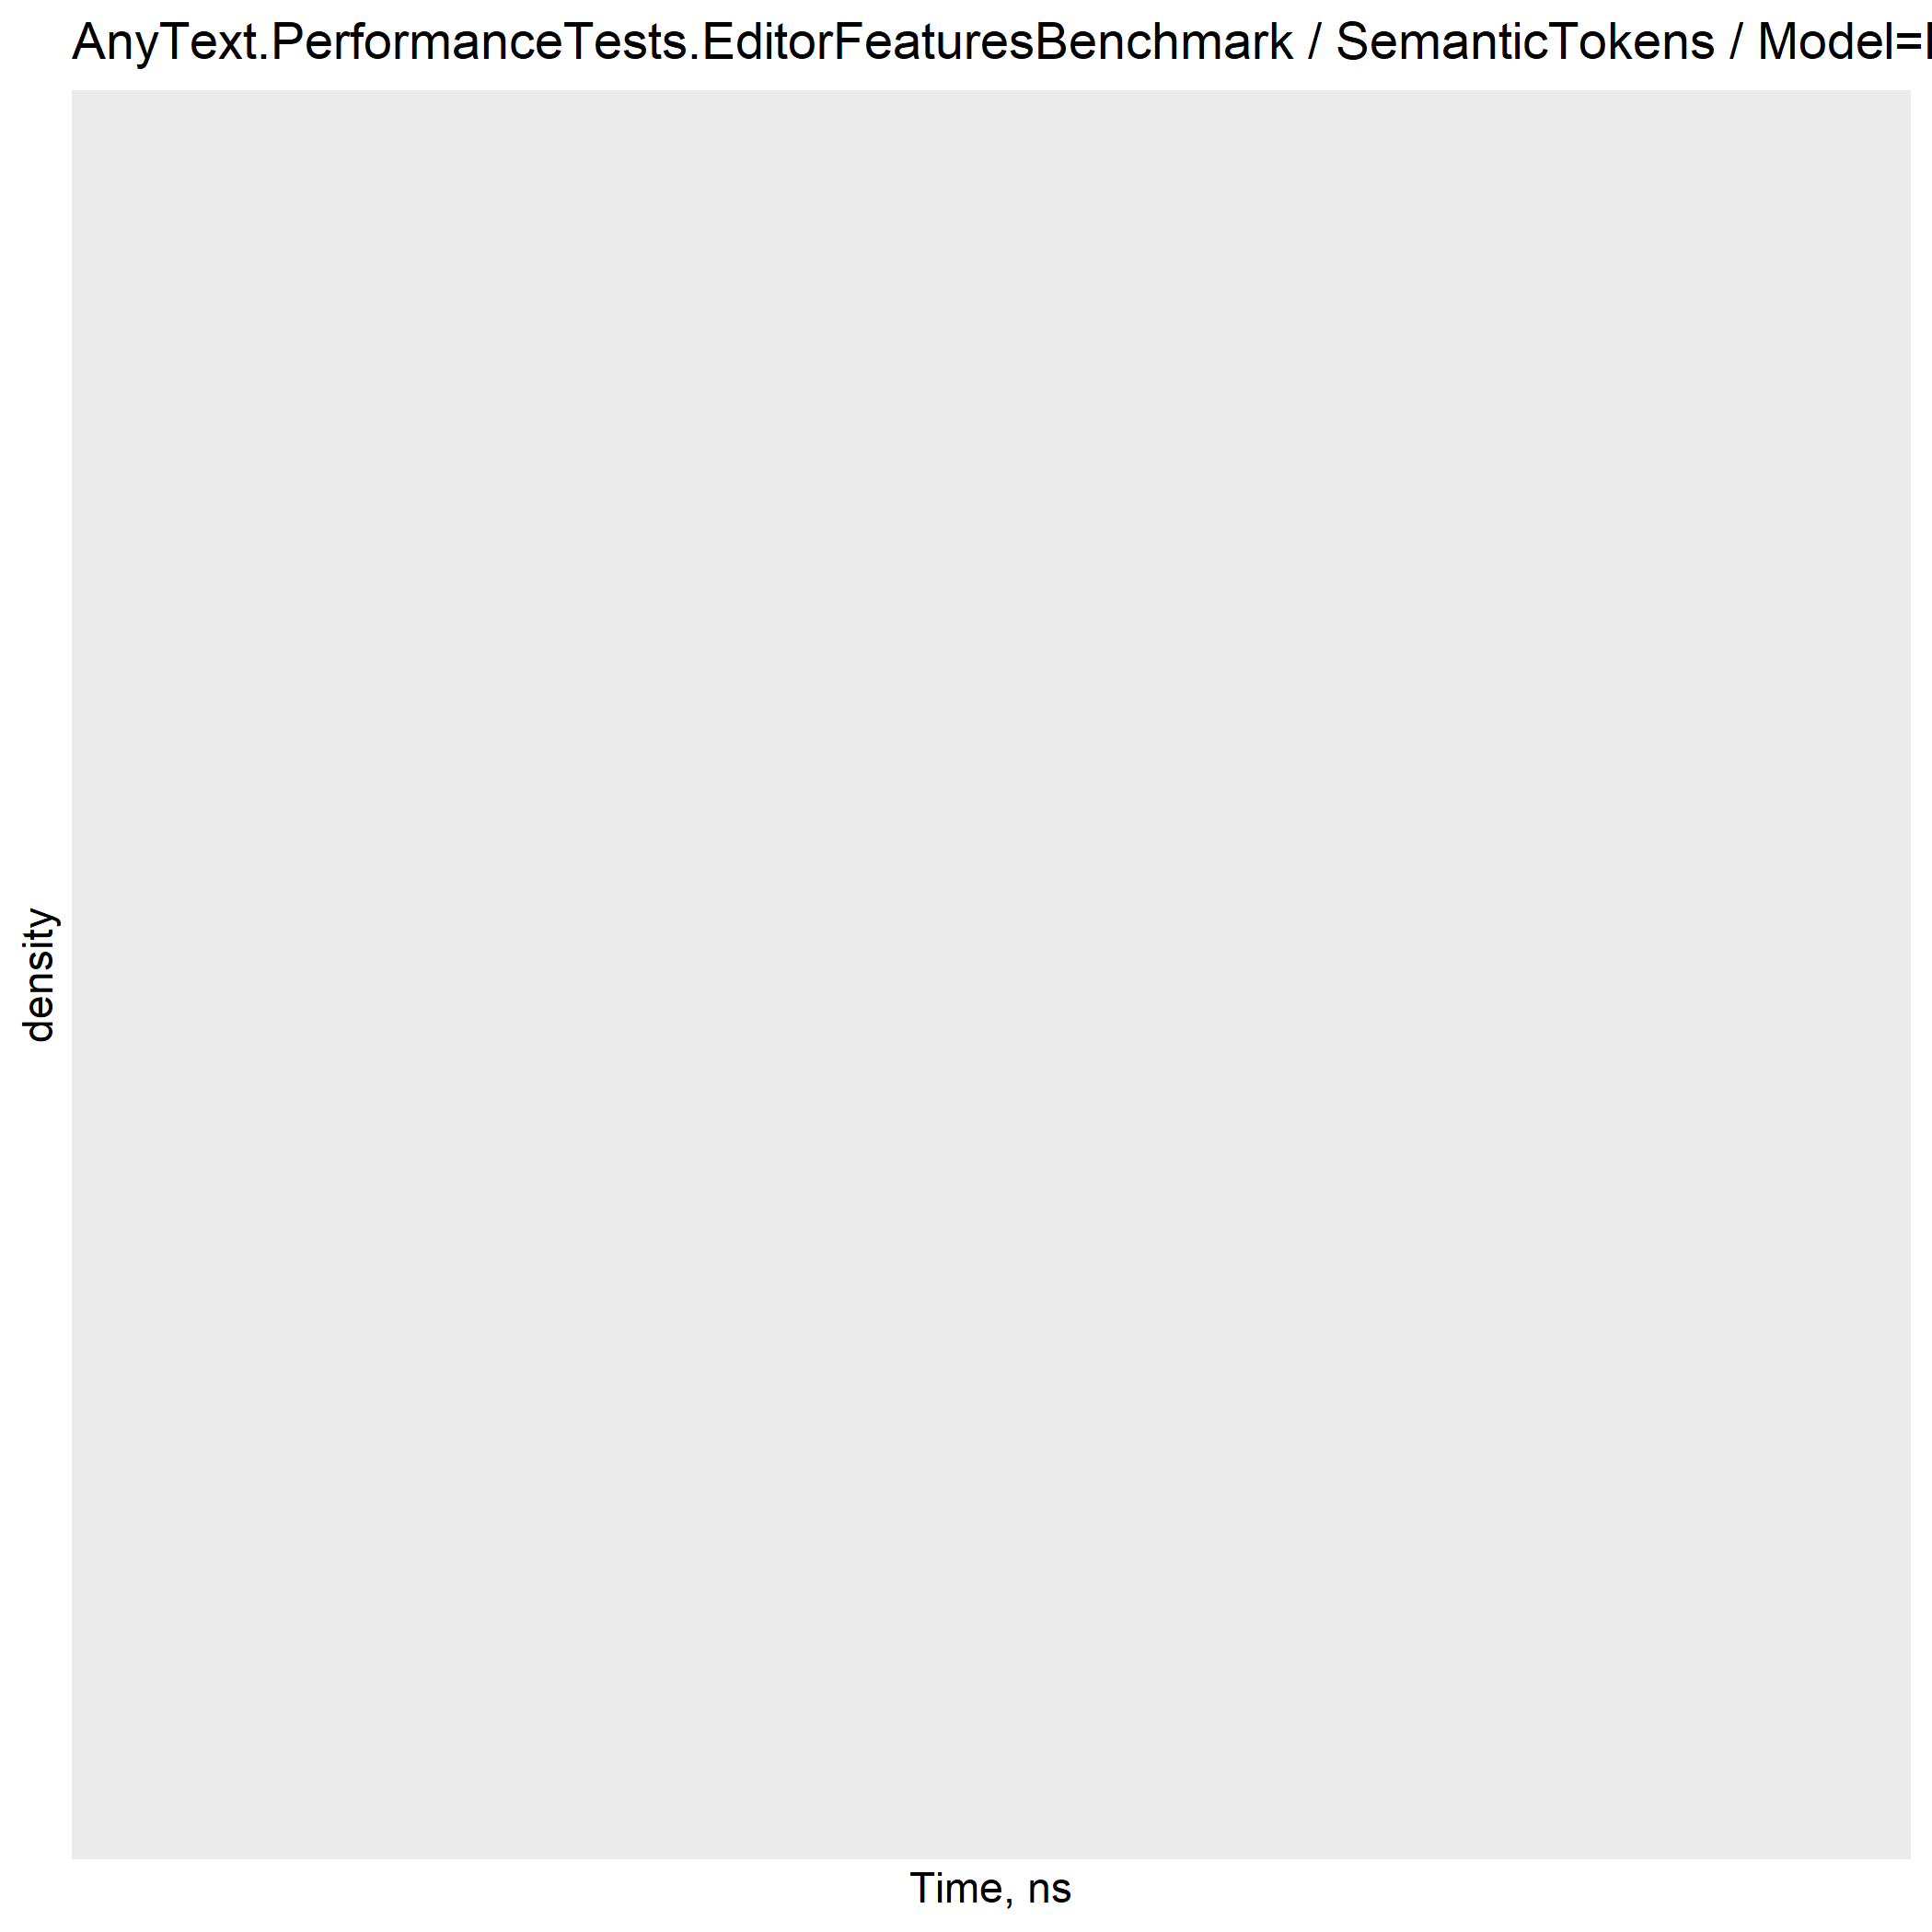 AnyText.PerformanceTests.EditorFeaturesBenchmark / SemanticTokens / Model=
density
Time, ns